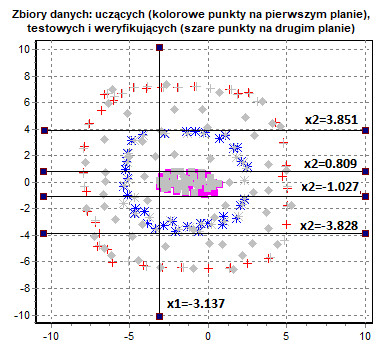 Zbiory danych: uczących (kolorowe punkty na pierwszym planie),
testowych i weryfikujących (szare punkty na drugim planie)
10
8
6
4
2
0
-2
-4
-6
-8
-10
x2=3.851
x2=0.809
x2=-1.027
x2=-3.828
x1=-3.137
-10
-5
0
5
10